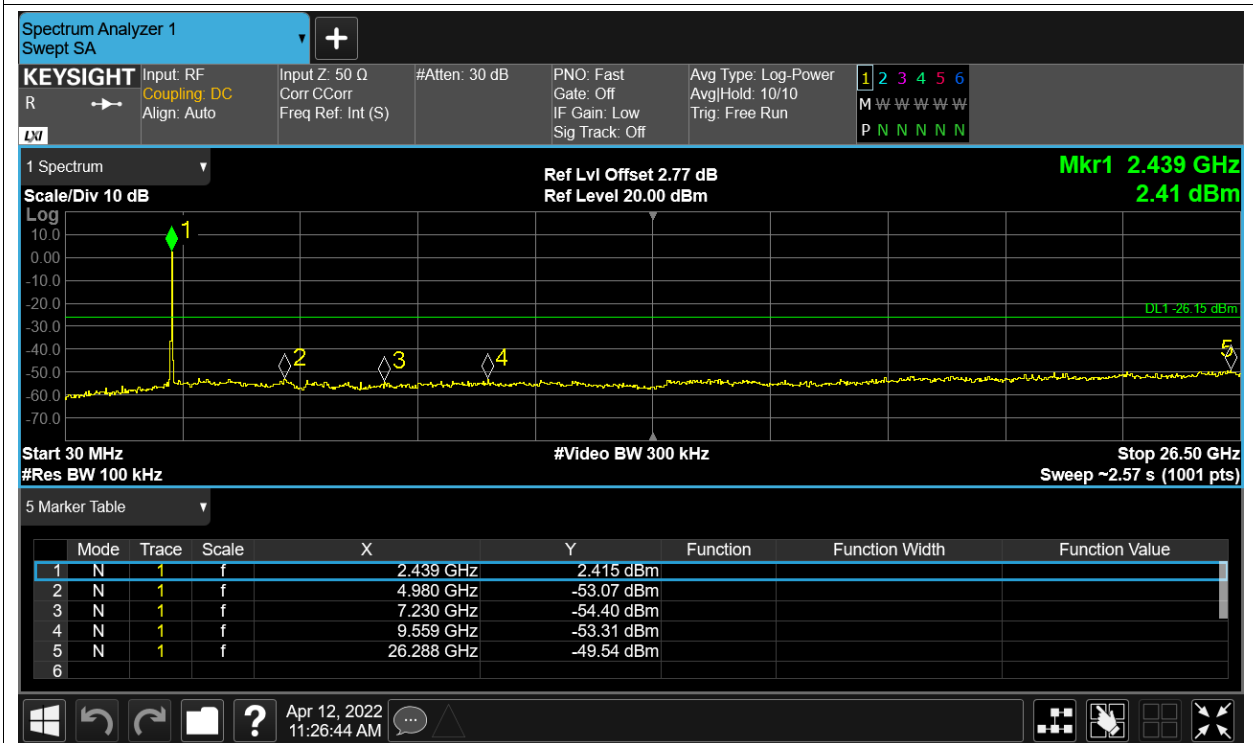 Spectrum Analyzer 1
Swept SA
+
KEYSIGHT Input: RF Input Z: 50 Ω #Atten: 30 dB PNO: Fast Avg Type: Log-Power 1 2 3 4 5 6
R Coupling: DC Corr CCorr Gate: Off Avg|Hold: 10/10 M W W W W W
Align: Auto Freq Ref: Int (S) IF Gain: Low Trig: Free Run
LXI Sig Track: Off P N N N N N
1 Spectrum Ref Lvl Offset 2.77 dB Mkr1 2.439 GHz
Scale/Div 10 dB Ref Level 20.00 dBm 2.41 dBm
Log
10.0 1
0.00
-10.0
-20.0 DL1 -26.15 dBm
-30.0
-40.0 2 3 4 5
-50.0
-60.0
-70.0
Start 30 MHz #Video BW 300 kHz Stop 26.50 GHz
#Res BW 100 kHz Sweep ~2.57 s (1001 pts)
5 Marker Table
Mode Trace Scale X Y Function Function Width Function Value
1 N 1 f 2.439 GHz 2.415 dBm
2 N 1 f 4.980 GHz -53.07 dBm
3 N 1 f 7.230 GHz -54.40 dBm
4 N 1 f 9.559 GHz -53.31 dBm
5 N 1 f 26.288 GHz -49.54 dBm
6
? Apr 12, 2022
11:26:44 AM